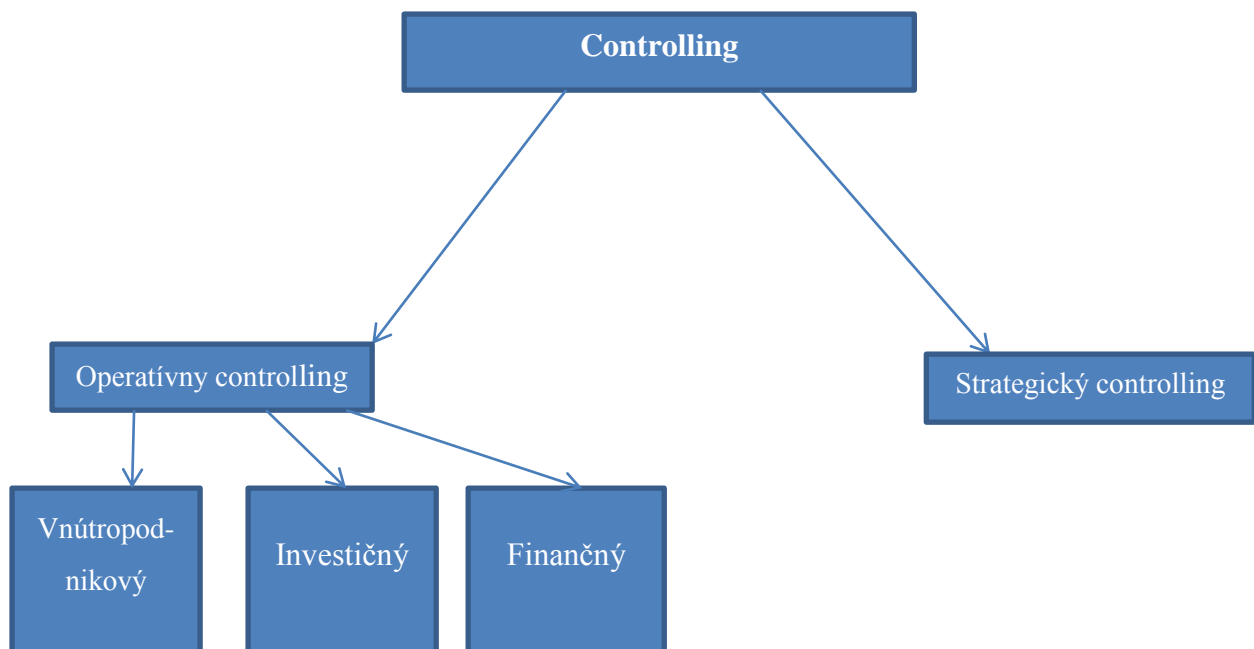 Controlling
Operatívny controlling
Strategický controlling
Vnútropod-
nikový
Investičný
Finančný